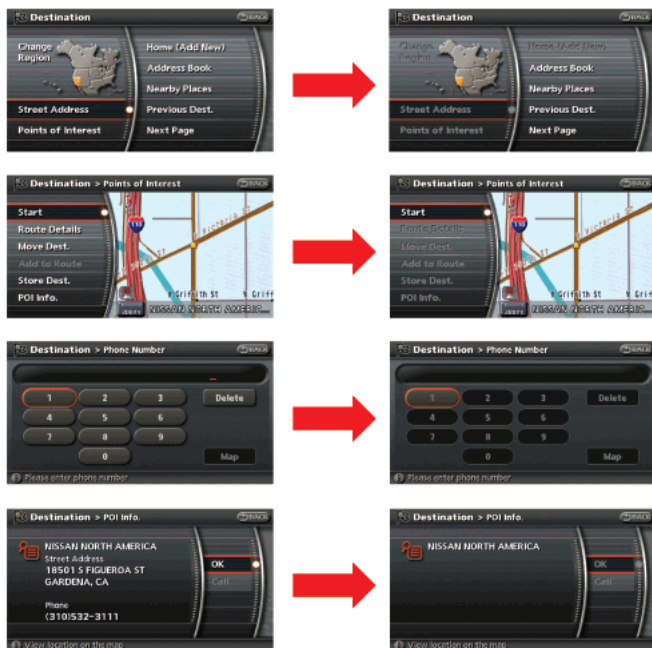 Destination
BACK
Change Region
Home (Add New)
Address Book
Nearby Places
Street Address
Previous Dest.
Points of Interest
Next Page
Destination
BACK
Change Region
Home (Add New)
Address Book
Nearby Places
Street Address
Previous Dest.
Points of Interest
Next Page
Destination > Points of Interest
BACK
Start
Route Details
Move Dest.
Add to Route
Store Dest.
POI Info.
110
Victoria St
Griffith St
Griff
NISSAN NORTH AMERIC...
Destination > Points of Interest
BACK
Start
Route Details
Move Dest.
Add to Route
Store Dest.
POI Info.
110
Griffith St
Griff
NISSAN NORTH AMERIC...
Destination > Phone Number
BACK
1 2 3 Delete
4 5 6
7 8 9
0 Map
Please enter phone number
Destination > Phone Number
BACK
1 2 3 Delete
4 5 6
7 8 9
0 Map
Please enter phone number
Destination > POI Info.
BACK
NISSAN NORTH AMERICA
Street Address
18501 S FIGUEROA ST
GARDENA, CA
Phone
(310)532-3111
OK
Call
View location on the map
Destination > POI Info.
BACK
NISSAN NORTH AMERICA
OK
Call
View location on the map